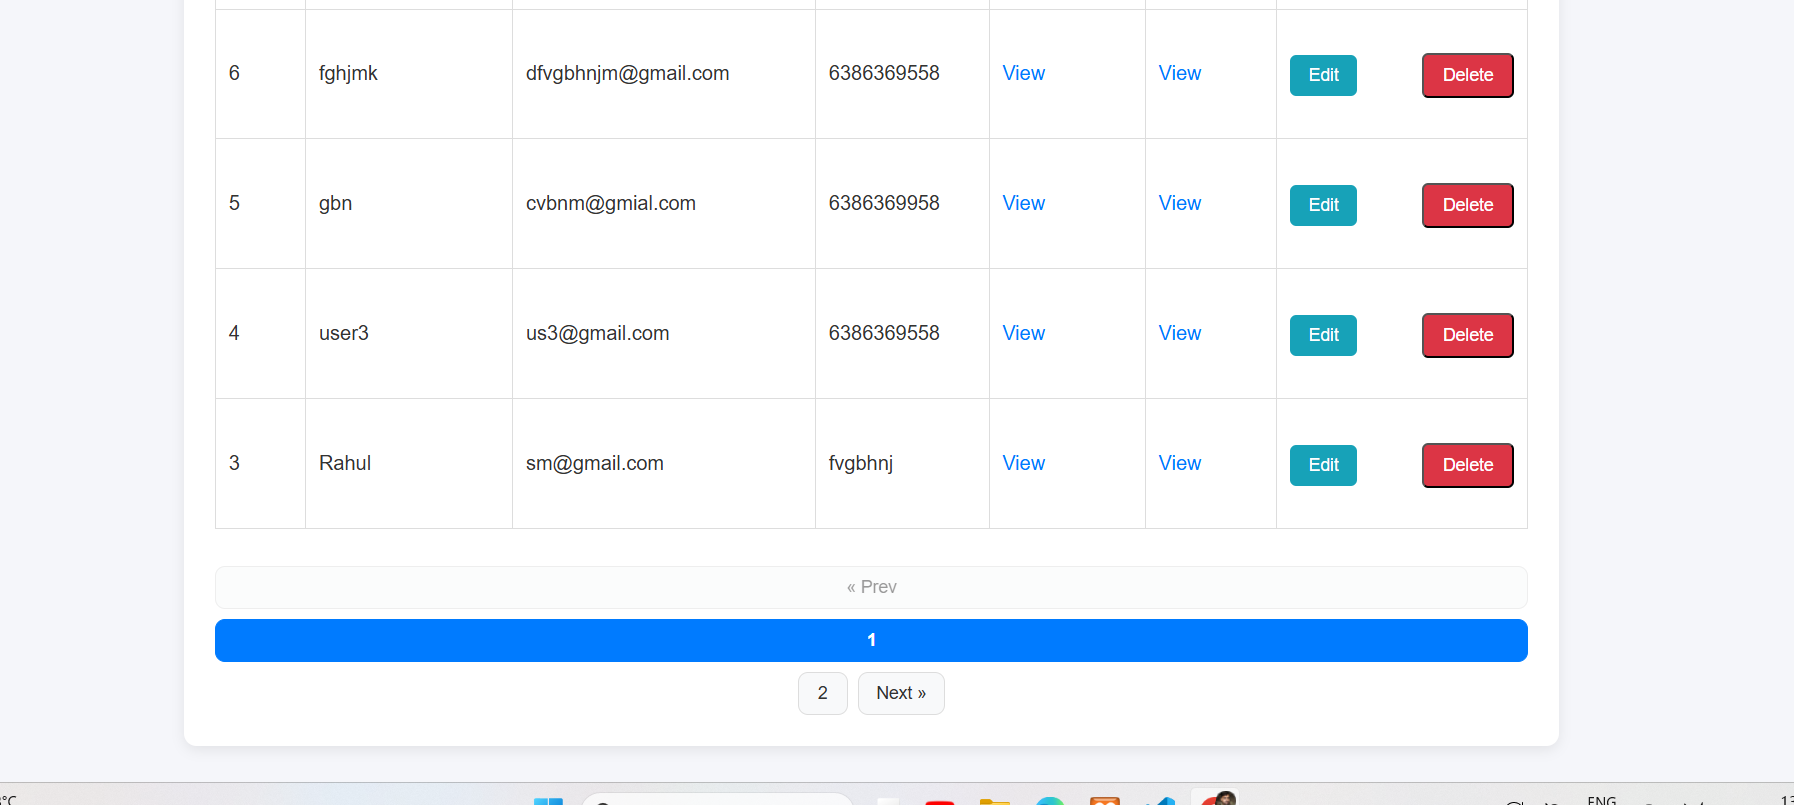 6 fghjmk dfvgbhnjm@gmail.com 6386369558 View View Edit Delete
5 gbn cvbnm@gmial.com 6386369958 View View Edit Delete
4 user3 us3@gmail.com 6386369558 View View Edit Delete
3 Rahul sm@gmail.com fvgbhnj View View Edit Delete
« Prev
1
2 Next »
°C ENG